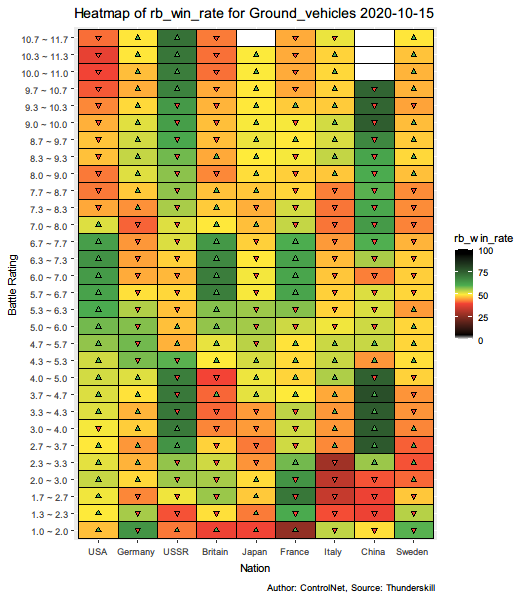 Heatmap of rb_win_rate for Ground_vehicles 2020-10-15
Battle Rating
10.7 ~ 11.7
10.3 ~ 11.3
10.0 ~ 11.0
9.7 ~ 10.7
9.3 ~ 10.3
9.0 ~ 10.0
8.7 ~ 9.7
8.3 ~ 9.3
8.0 ~ 9.0
7.7 ~ 8.7
7.3 ~ 8.3
7.0 ~ 8.0
6.7 ~ 7.7
6.3 ~ 7.3
6.0 ~ 7.0
5.7 ~ 6.7
5.3 ~ 6.3
5.0 ~ 6.0
4.7 ~ 5.7
4.3 ~ 5.3
4.0 ~ 5.0
3.7 ~ 4.7
3.3 ~ 4.3
3.0 ~ 4.0
2.7 ~ 3.7
2.3 ~ 3.3
2.0 ~ 3.0
1.7 ~ 2.7
1.3 ~ 2.3
1.0 ~ 2.0
USA Germany USSR Britain Japan France Italy China Sweden
Nation
rb_win_rate
100
75
50
25
0
Author: ControlNet, Source: Thunderskill